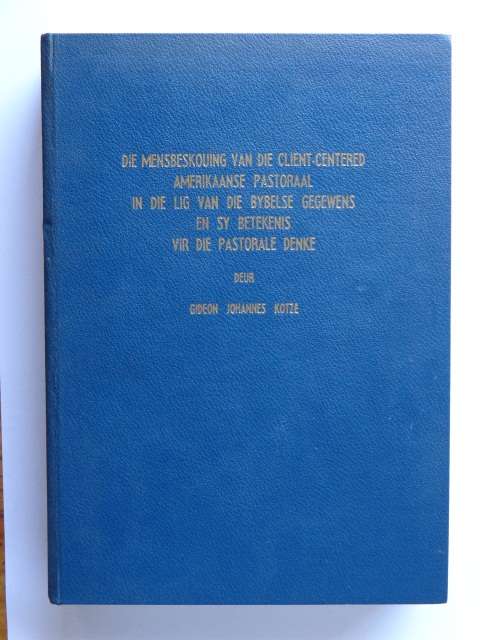 DIE MENSBESKOUING VAN DIE CLIENT-CENTERED
AMERIKAANSE PASTORAAL
IN DIE LIG VAN DIE BYBELSE GEGEWENS
EN SY BETEKENIS
VIR DIE PASTORALE DENKE
DEUR
GIDEON JOHANNES KOTZE